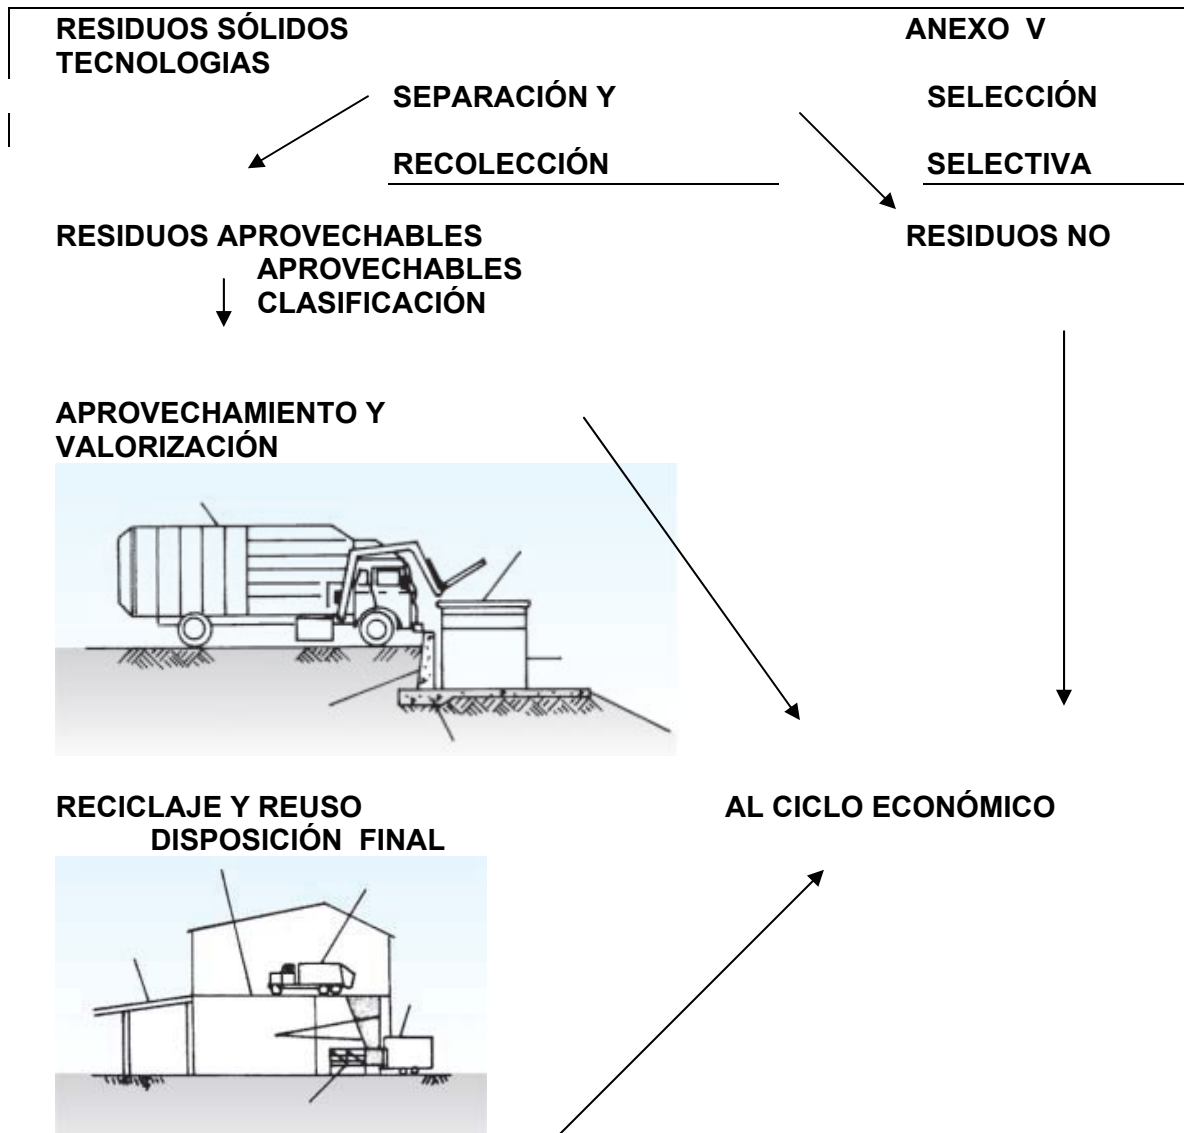 RESIDUOS SÓLIDOS ANEXO V
TECNOLOGIAS
SEPARACIÓN Y SELECCIÓN
RECOLECCIÓN SELECTIVA
RESIDUOS APROVECHABLES RESIDUOS NO
APROVECHABLES
CLASIFICACIÓN
APROVECHAMIENTO Y
VALORIZACIÓN
RECICLAJE Y REUSO AL CICLO ECONÓMICO
DISPOSICIÓN FINAL